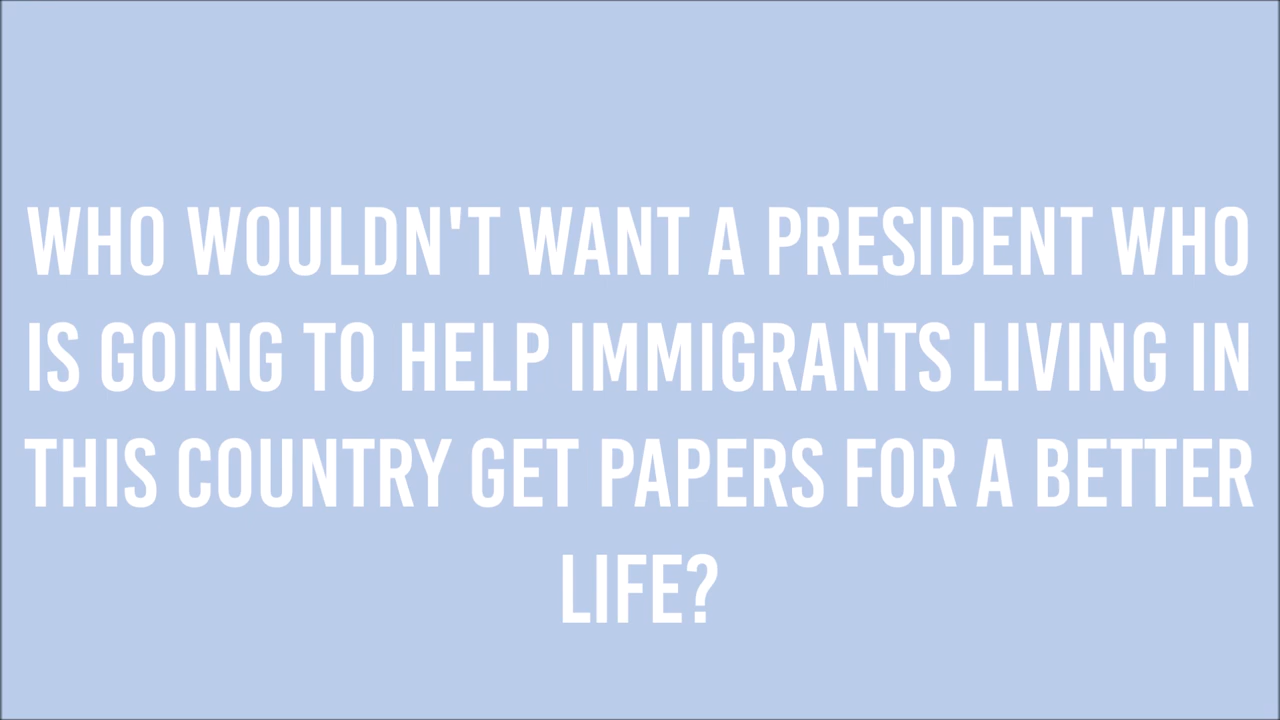 WHO WOULDN'T WANT A PRESIDENT WHO
IS GOING TO HELP IMMIGRANTS LIVING IN
THIS COUNTRY GET PAPERS FOR A BETTER
LIFE?